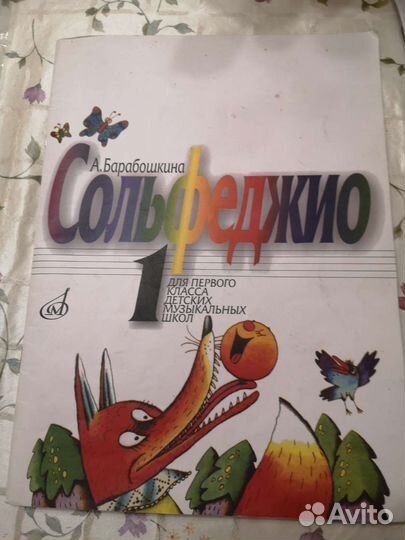 А.Барабошкина
Сольфеджио
1
ДЛЯ ПЕРВОГО
КЛАССА
ДЕТСКИХ
МУЗЫКАЛЬНЫХ
ШКОЛ
Avito